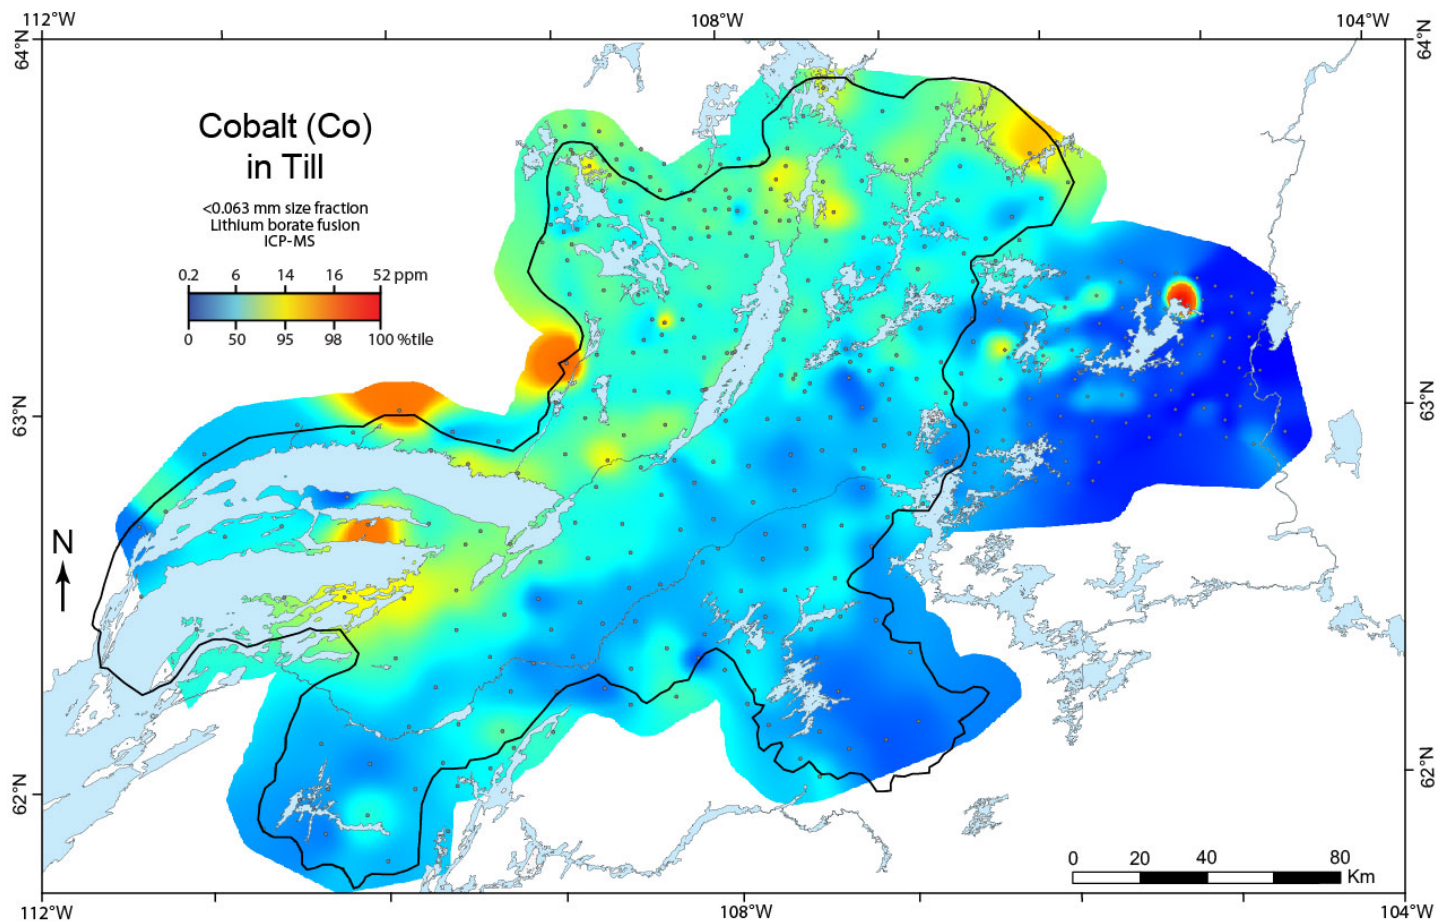 112°W 108°W 104°W
64°N 64°N
Cobalt (Co)
in Till
<0.063 mm size fraction
Lithium borate fusion
ICP-MS
0.2 6 14 16 52 ppm
0 50 95 98 100 %tile
63°N 63°N
N
62°N 62°N
0 20 40 80
Km
112°W 108°W 104°W